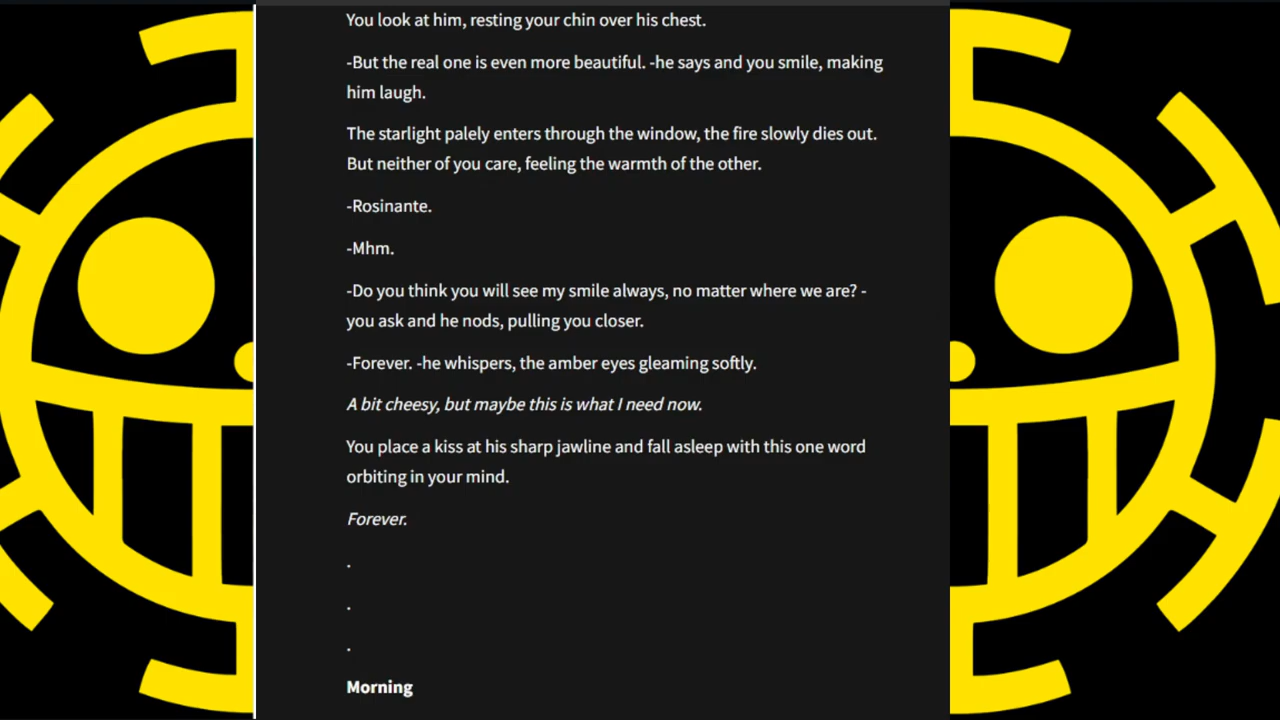 You look at him, resting your chin over his chest.
-But the real one is even more beautiful. -he says and you smile, making
him laugh.
The starlight palely enters through the window, the fire slowly dies out.
But neither of you care, feeling the warmth of the other.
-Rosinante.
-Mhm.
-Do you think you will see my smile always, no matter where we are? -
you ask and he nods, pulling you closer.
-Forever. -he whispers, the amber eyes gleaming softly.
A bit cheesy, but maybe this is what I need now.
You place a kiss at his sharp jawline and fall asleep with this one word
orbiting in your mind.
Forever.
.
.
.
Morning